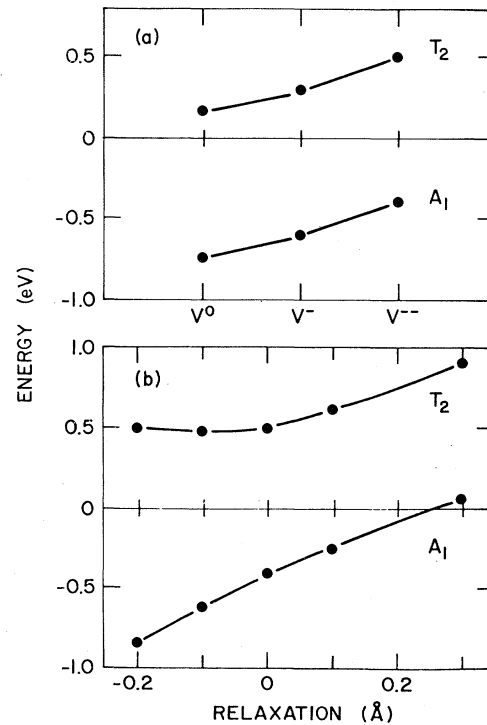 (a)
T2
0.5
0
A1
-0.5
-1.0
V0
V-
V--
ENERGY (eV)
1.0
(b)
T2
0.5
0
A1
-0.5
-1.0
-0.2
0
0.2
RELAXATION (Å)